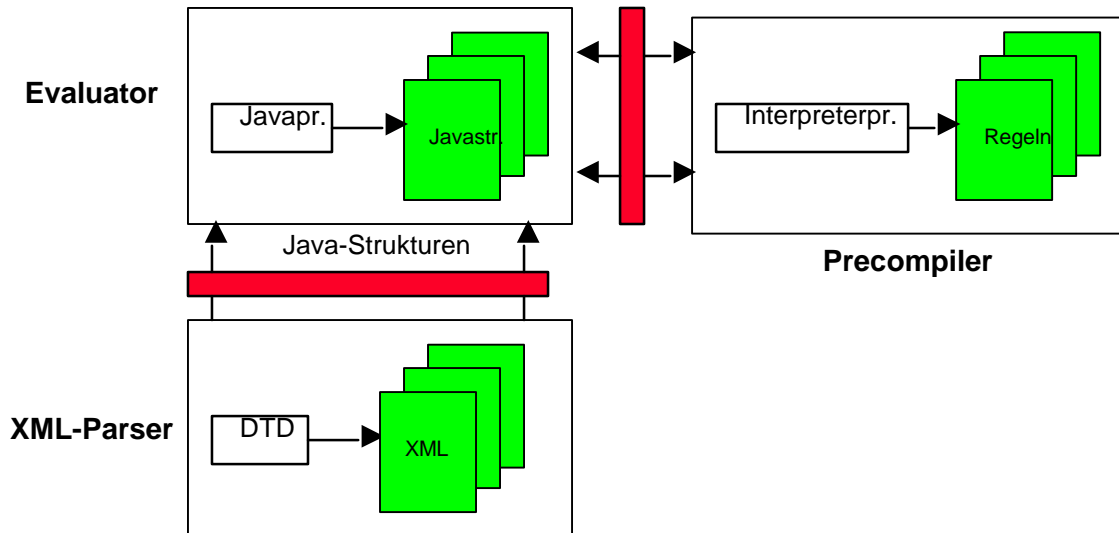 Evaluator
Javapr.
Javastr.
Interpreterpr.
Regeln
Java-Strukturen
Precompiler
XML-Parser
DTD
XML